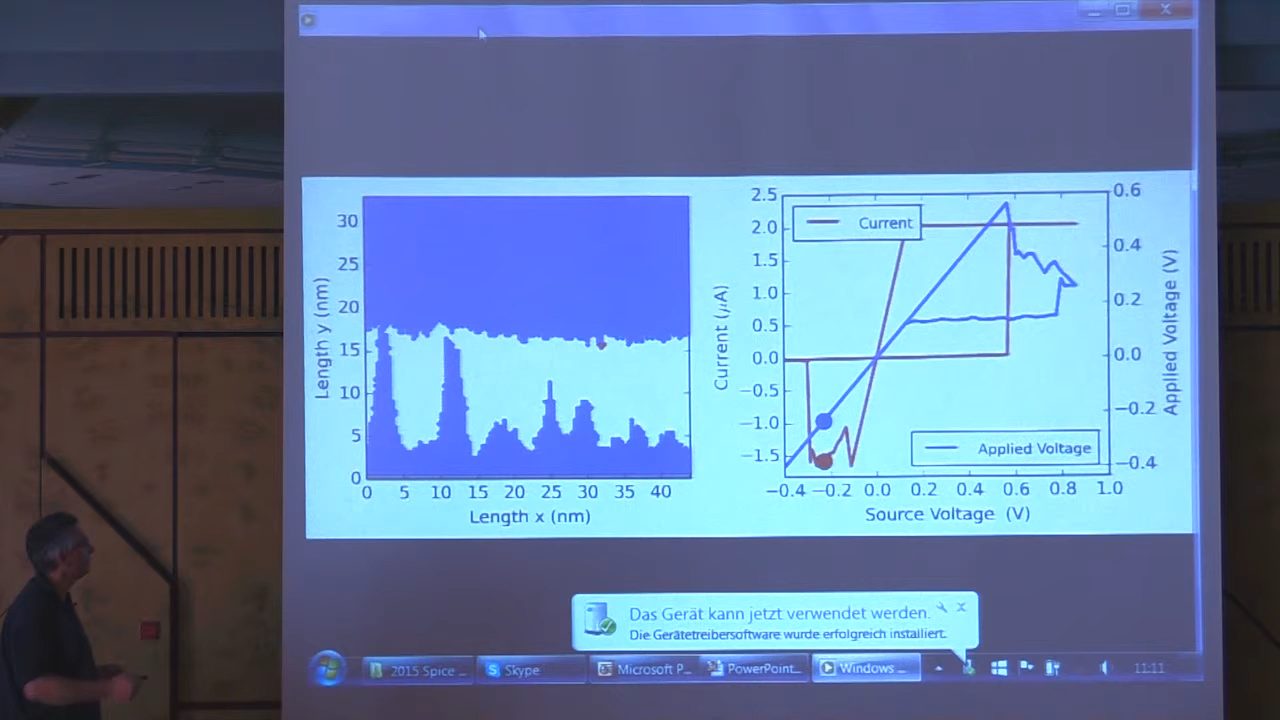 30
25
20
15
10
5
0
0 5 10 15 20 25 30 35 40
Length y (nm)
Length x (nm)
2.5
2.0
1.5
1.0
0.5
0.0
−0.5
−1.0
−1.5
Current (μA)
Current
Applied Voltage
0.6
0.4
0.2
0.0
−0.2
−0.4
Applied Voltage (V)
−0.4 −0.2 0.0 0.2 0.4 0.6 0.8 1.0
Source Voltage (V)
Das Gerät kann jetzt verwendet werden.
Die Gerätetreibersoftware wurde erfolgreich installiert.
2015 Spice ...
Skype
Microsoft P...
PowerPoint...
Windows ...
11:11